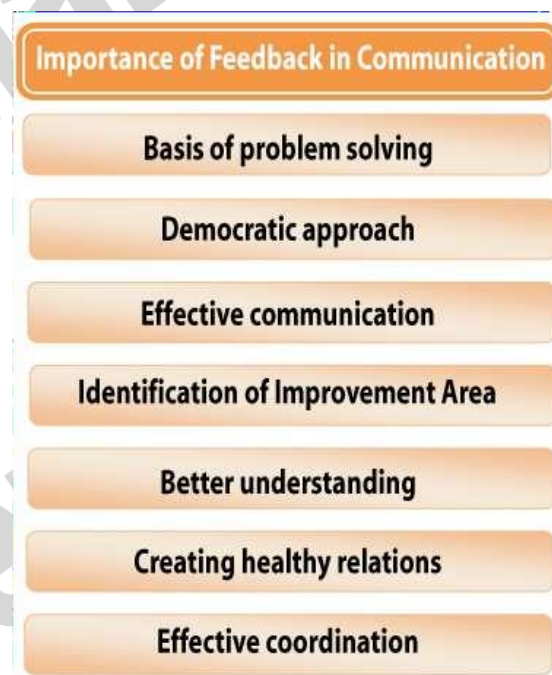 Importance of Feedback in Communication
Basis of problem solving
Democratic approach
Effective communication
Identification of Improvement Area
Better understanding
Creating healthy relations
Effective coordination